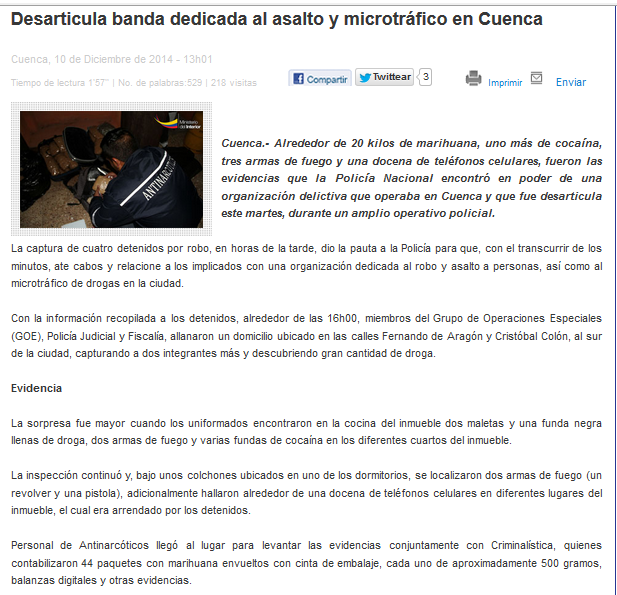 Desarticula banda dedicada al asalto y microtráfico en Cuenca
Cuenca, 10 de Diciembre de 2014 - 13h01
Tiempo de lectura 1'57'' | No. de palabras:529 | 218 visitas
Compartir
Twittear
3
Imprimir
Enviar
Ministerio
del Interior
ANTINARCÓTICOS
Cuenca.- Alrededor de 20 kilos de marihuana, uno más de cocaína,
tres armas de fuego y una docena de teléfonos celulares, fueron las
evidencias que la Policía Nacional encontró en poder de una
organización delictiva que operaba en Cuenca y que fue desarticula
este martes, durante un amplio operativo policial.
La captura de cuatro detenidos por robo, en horas de la tarde, dio la pauta a la Policía para que, con el transcurrir de los
minutos, ate cabos y relacione a los implicados con una organización dedicada al robo y asalto a personas, así como al
microtráfico de drogas en la ciudad.
Con la información recopilada a los detenidos, alrededor de las 16h00, miembros del Grupo de Operaciones Especiales
(GOE), Policía Judicial y Fiscalía, allanaron un domicilio ubicado en las calles Fernando de Aragón y Cristóbal Colón, al sur
de la ciudad, capturando a dos integrantes más y descubriendo gran cantidad de droga.
Evidencia
La sorpresa fue mayor cuando los uniformados encontraron en la cocina del inmueble dos maletas y una funda negra
llenas de droga, dos armas de fuego y varias fundas de cocaína en los diferentes cuartos del inmueble.
La inspección continuó y, bajo unos colchones ubicados en uno de los dormitorios, se localizaron dos armas de fuego (un
revolver y una pistola), adicionalmente hallaron alrededor de una docena de teléfonos celulares en diferentes lugares del
inmueble, el cual era arrendado por los detenidos.
Personal de Antinarcóticos llegó al lugar para levantar las evidencias conjuntamente con Criminalística, quienes
contabilizaron 44 paquetes con marihuana envueltos con cinta de embalaje, cada uno de aproximadamente 500 gramos,
balanzas digitales y otras evidencias.